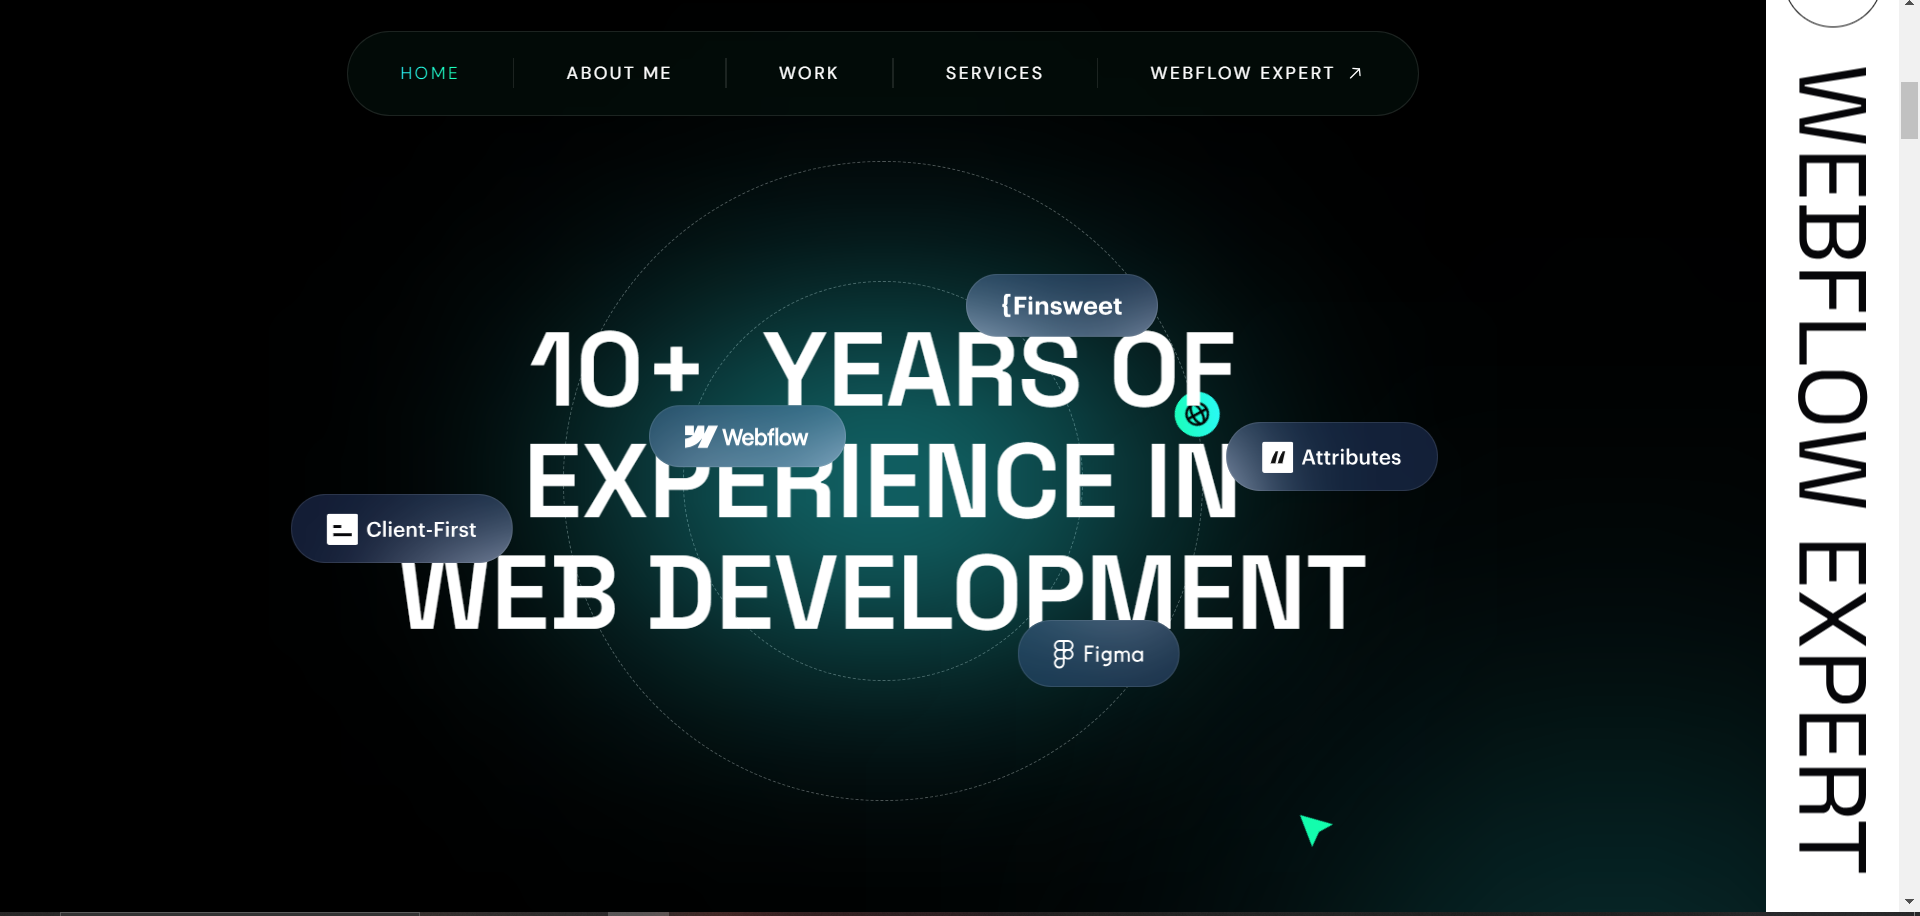 HOME
ABOUT ME
WORK
SERVICES
WEBFLOW EXPERT
{Finsweet
10+ YEARS OF
Webflow
EXPERIENCE IN
Attributes
Client-First
WEB DEVELOPMENT
Figma
WEBFLOW EXPERT